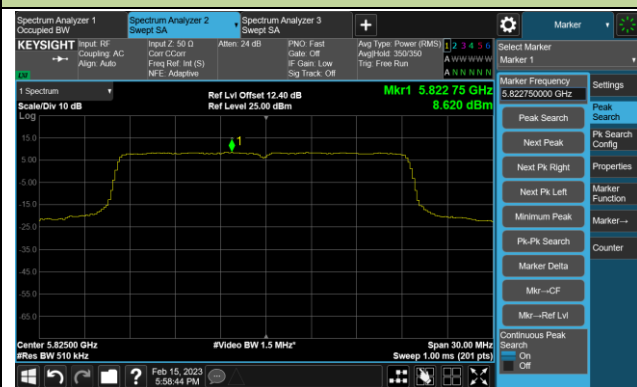 Spectrum Analyzer 1
Occupied BW
Spectrum Analyzer 2
Swept SA
Spectrum Analyzer 3
Swept SA
+
Marker
KEYSIGHT
Input: RF
Coupling: AC
Align: Auto
Input Z: 50 Ω
Corr CCorr
Freq Ref: Int (S)
NFE: Adaptive
Atten: 24 dB
PNO: Fast
Gate: Off
IF Gain: Low
Sig Track: Off
Avg Type: Power (RMS)
Avg|Hold: 350/350
Trig: Free Run
1 2 3 4 5 6
A W W W W W
A N N N N N
Select Marker
Marker 1
1 Spectrum
Scale/Div 10 dB
Log
Ref Lvl Offset 12.40 dB
Ref Level 25.00 dBm
Mkr1 5.822 75 GHz
8.620 dBm
15.0
5.00
-5.00
-15.0
-25.0
-35.0
-45.0
-55.0
-65.0
1
Center 5.82500 GHz
#Res BW 510 kHz
#Video BW 1.5 MHz*
Span 30.00 MHz
Sweep 1.00 ms (201 pts)
Marker Frequency
5.822750000 GHz
Peak Search
Next Peak
Next Pk Right
Next Pk Left
Minimum Peak
Pk-Pk Search
Marker Delta
Mkr→CF
Mkr→Ref Lvl
Continuous Peak
Search
On
Off
Settings
Peak
Search
Pk Search
Config
Properties
Marker
Function
Marker→
Counter
?
Feb 15, 2023
5:58:44 PM